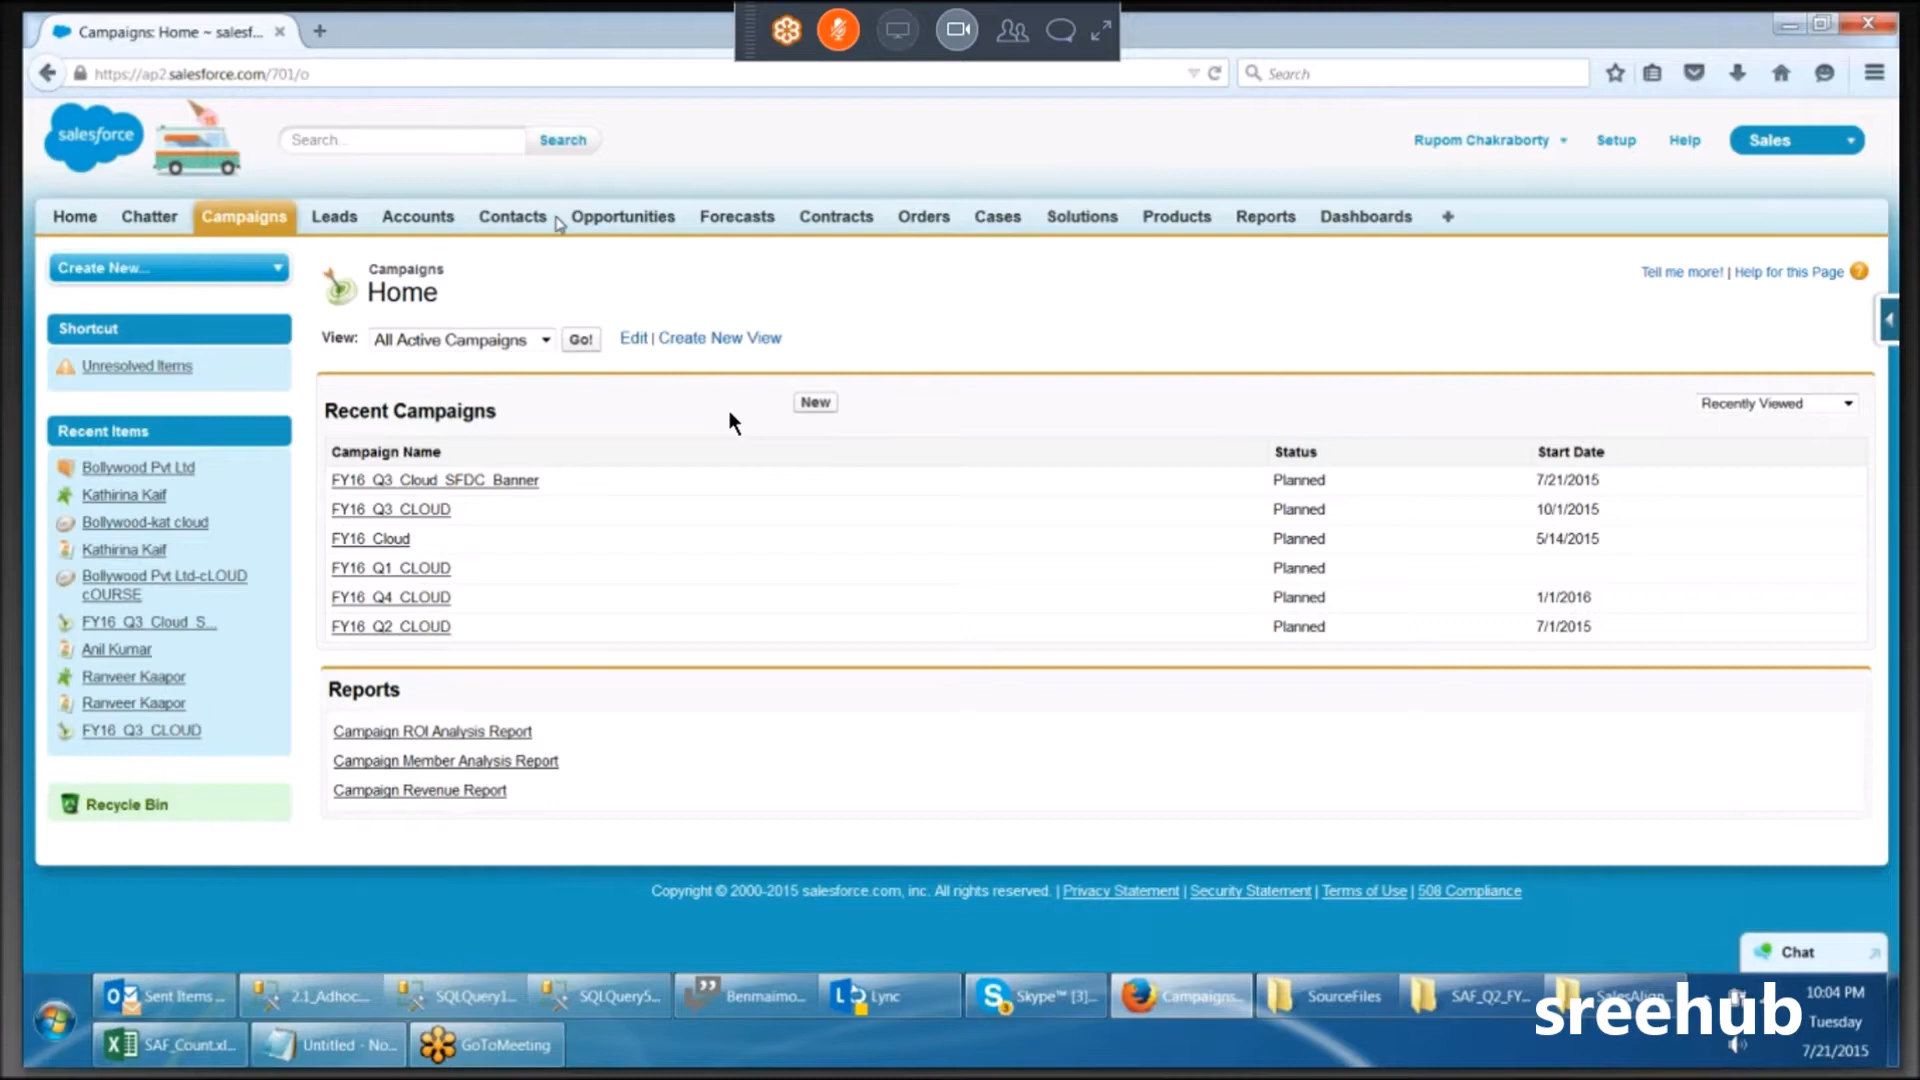 Campaigns: Home ~ salesf...
https://ap2.salesforce.com/701/o
Search
salesforce
Search...
Search
Rupom Chakraborty
Setup
Help
Sales
Home
Chatter
Campaigns
Leads
Accounts
Contacts
Opportunities
Forecasts
Contracts
Orders
Cases
Solutions
Products
Reports
Dashboards
+
Create New...
Shortcut
Unresolved Items
Recent Items
Bollywood Pvt Ltd
Kathirina Kaif
Bollywood-kat cloud
Kathirina Kaif
Bollywood Pvt Ltd-cLOUD
cOURSE
FY16_Q3_Cloud_S...
Anil Kumar
Ranveer Kaapor
Ranveer Kaapor
FY16_Q3_CLOUD
Recycle Bin
Campaigns
Home
Tell me more! | Help for this Page
View: All Active Campaigns Go! Edit | Create New View
Recent Campaigns New Recently Viewed
Campaign Name Status Start Date
FY16_Q3_Cloud_SFDC_Banner Planned 7/21/2015
FY16_Q3_CLOUD Planned 10/1/2015
FY16_Cloud Planned 5/14/2015
FY16_Q1_CLOUD Planned
FY16_Q4_CLOUD Planned 1/1/2016
FY16_Q2_CLOUD Planned 7/1/2015
Reports
Campaign ROI Analysis Report
Campaign Member Analysis Report
Campaign Revenue Report
Copyright © 2000-2015 salesforce.com, inc. All rights reserved. | Privacy Statement | Security Statement | Terms of Use | 508 Compliance
Chat
Sent Items ...
2.1_Adhoc...
SQLQuery1...
SQLQuery5...
Benmaimo...
Lync
Skype™ [3]...
Campaigns...
SourceFiles
SAF_Q2_FY...
SalesAlign...
SAF_Count.xl...
Untitled - No...
GoToMeeting
sreehub
10:04 PM
Tuesday
7/21/2015